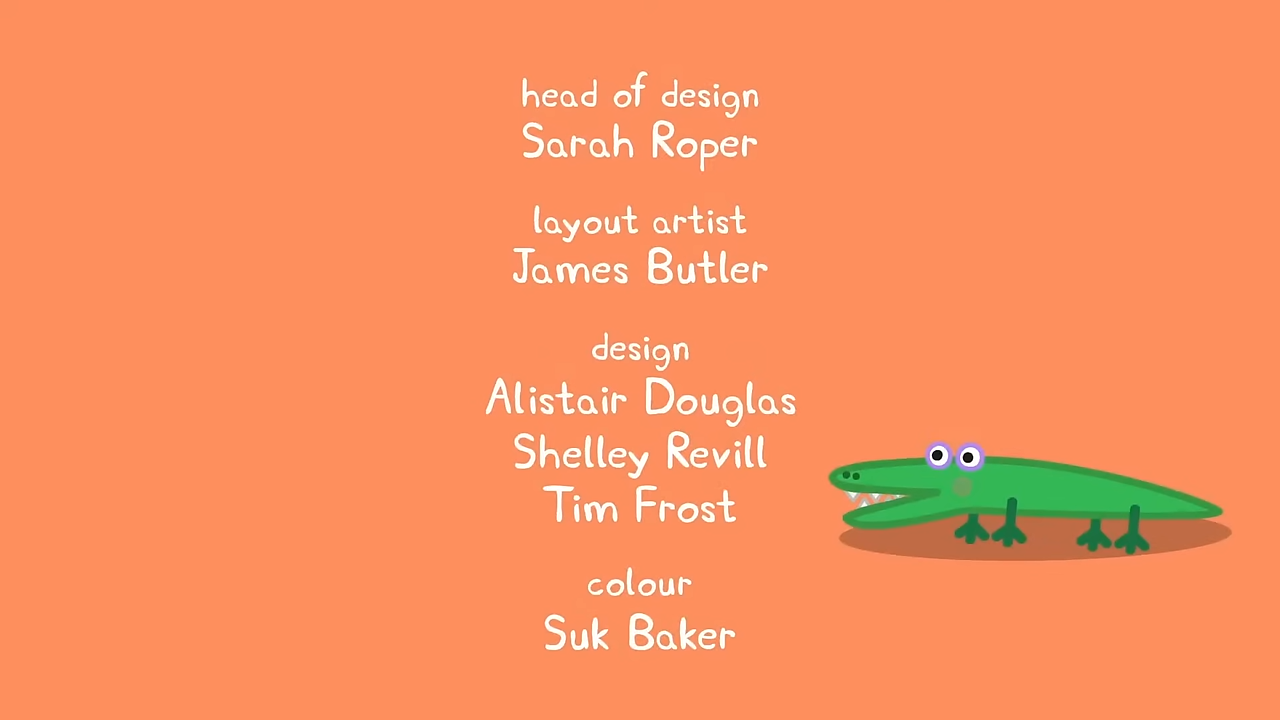 head of design
Sarah Roper
layout artist
James Butler
design
Alistair Douglas
Shelley Revill
Tim Frost
colour
Suk Baker